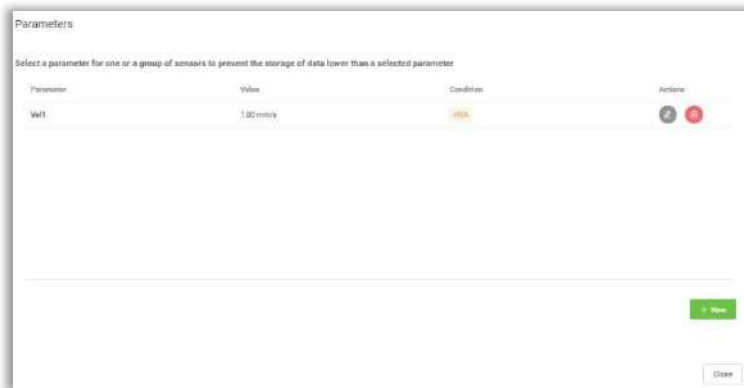 Parameters
Select a parameter for one or a group of sensors to prevent the storage of data lower than a selected parameter
Parameter Value Condition Actions
Vel1 1.00 mm/s
+ New
Close